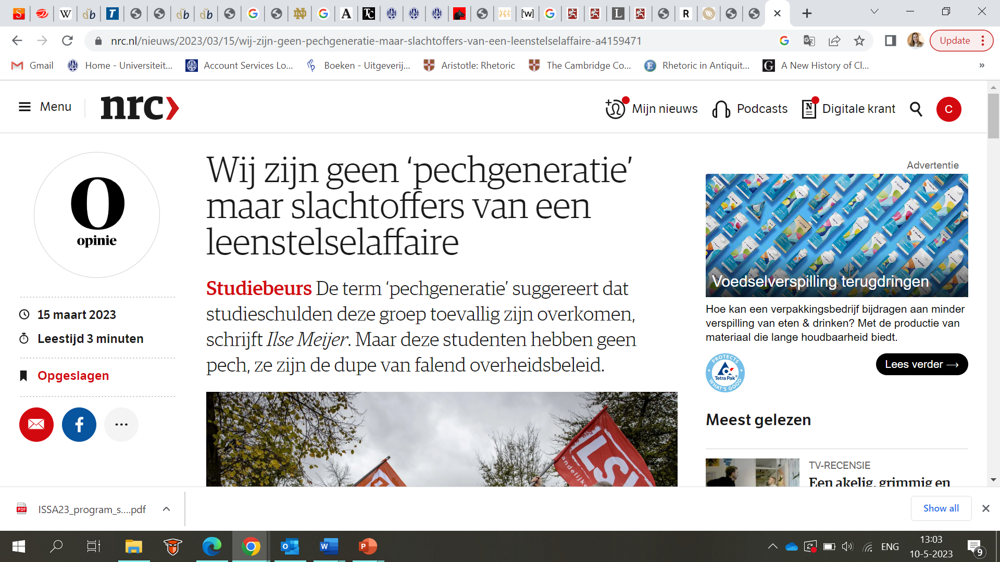 nrc.nl/nieuws/2023/03/15/wij-zijn-geen-pechgeneratie-maar-slachtoffers-van-een-leenstelselaffaire-a4159471
Update
Gmail
Home - Universiteit...
Account Services Lo...
Boeken - Uitgeverij...
Aristotle: Rhetoric
The Cambridge Co...
Rhetoric in Antiquit...
A New History of Cl...
»
Menu
nrc
Mijn nieuws
Podcasts
Digitale krant
C
O
opinie
15 maart 2023
Leestijd 3 minuten
Opgeslagen
Wij zijn geen ‘pechgeneratie’
maar slachtoffers van een
leenstelselaffaire
Studiebeurs De term ‘pechgeneratie’ suggereert dat
studieschulden deze groep toevallig zijn overkomen,
schrijft Ilse Meijer. Maar deze studenten hebben geen
pech, ze zijn de dupe van falend overheidsbeleid.
Advertentie
Voedselverspilling terugdringen
Hoe kan een verpakkingsbedrijf bijdragen aan minder
verspilling van eten & drinken? Met de productie van
materiaal die lange houdbaarheid biedt.
PROTECTS
Tetra Pak®
WHAT'S GOOD
Lees verder →
Meest gelezen
TV-RECENSIE
Een akelig, grimmig en
ISSA23_program_s....pdf
Show all
ENG
13:03
10-5-2023
9